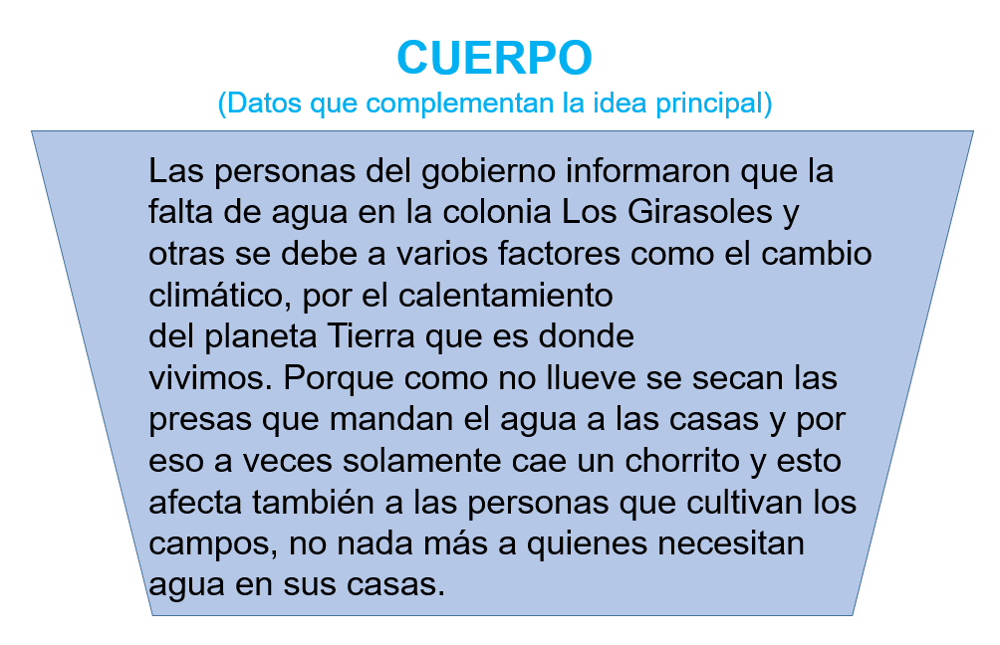 CUERPO
(Datos que complementan la idea principal)
Las personas del gobierno informaron que la
falta de agua en la colonia Los Girasoles y
otras se debe a varios factores como el cambio
climático, por el calentamiento
del planeta Tierra que es donde
vivimos. Porque como no llueve se secan las
presas que mandan el agua a las casas y por
eso a veces solamente cae un chorrito y esto
afecta también a las personas que cultivan los
campos, no nada más a quienes necesitan
agua en sus casas.